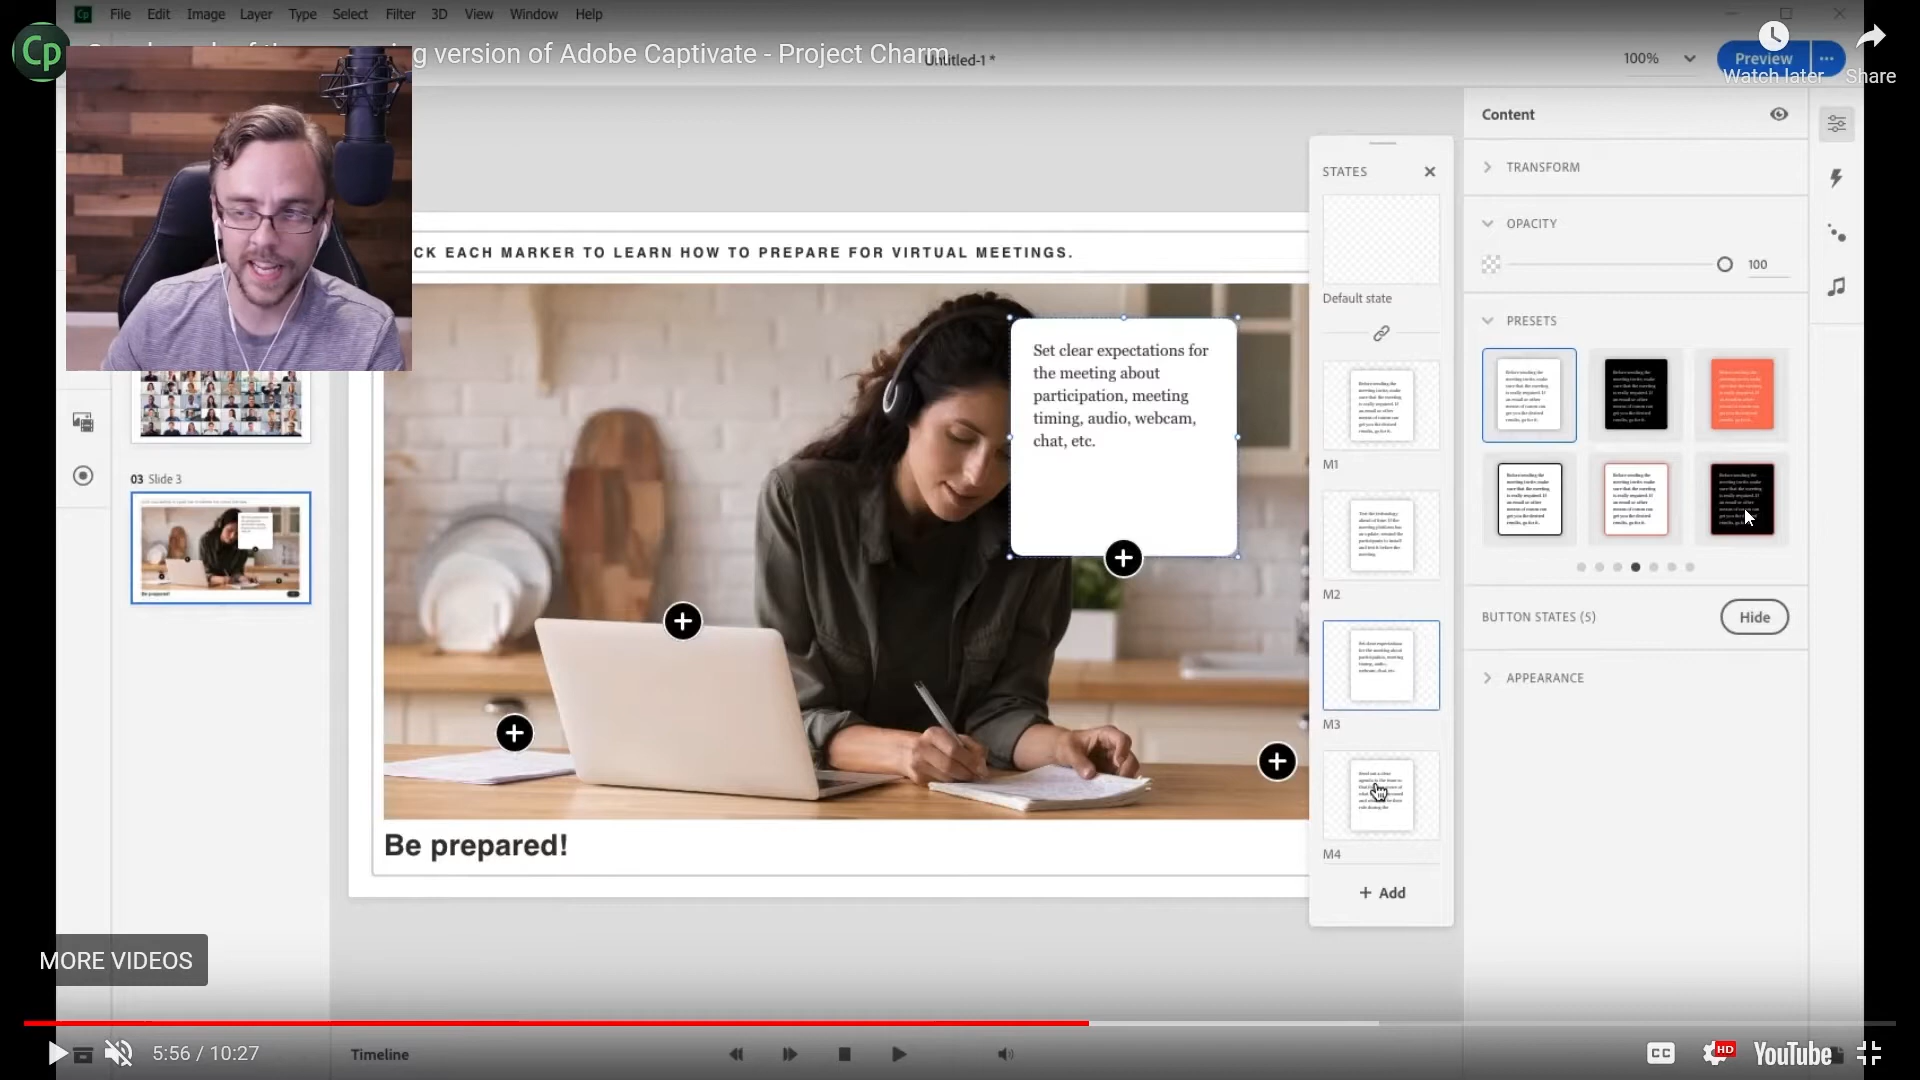 Cp
File Edit Image Layer Type Select Filter 3D View Window Help
g version of Adobe Captivate - Project Charm
Untitled-1 *
100%
Preview
Watch later
Share
Content
TRANSFORM
OPACITY
100
PRESETS
BUTTON STATES (5)
Hide
APPEARANCE
STATES
Default state
M1
M2
M3
M4
+ Add
CK EACH MARKER TO LEARN HOW TO PREPARE FOR VIRTUAL MEETINGS.
Set clear expectations for
the meeting about
participation, meeting
timing, audio, webcam,
chat, etc.
Be prepared!
03 Slide 3
MORE VIDEOS
5:56 / 10:27
Timeline
CC
HD
YouTube